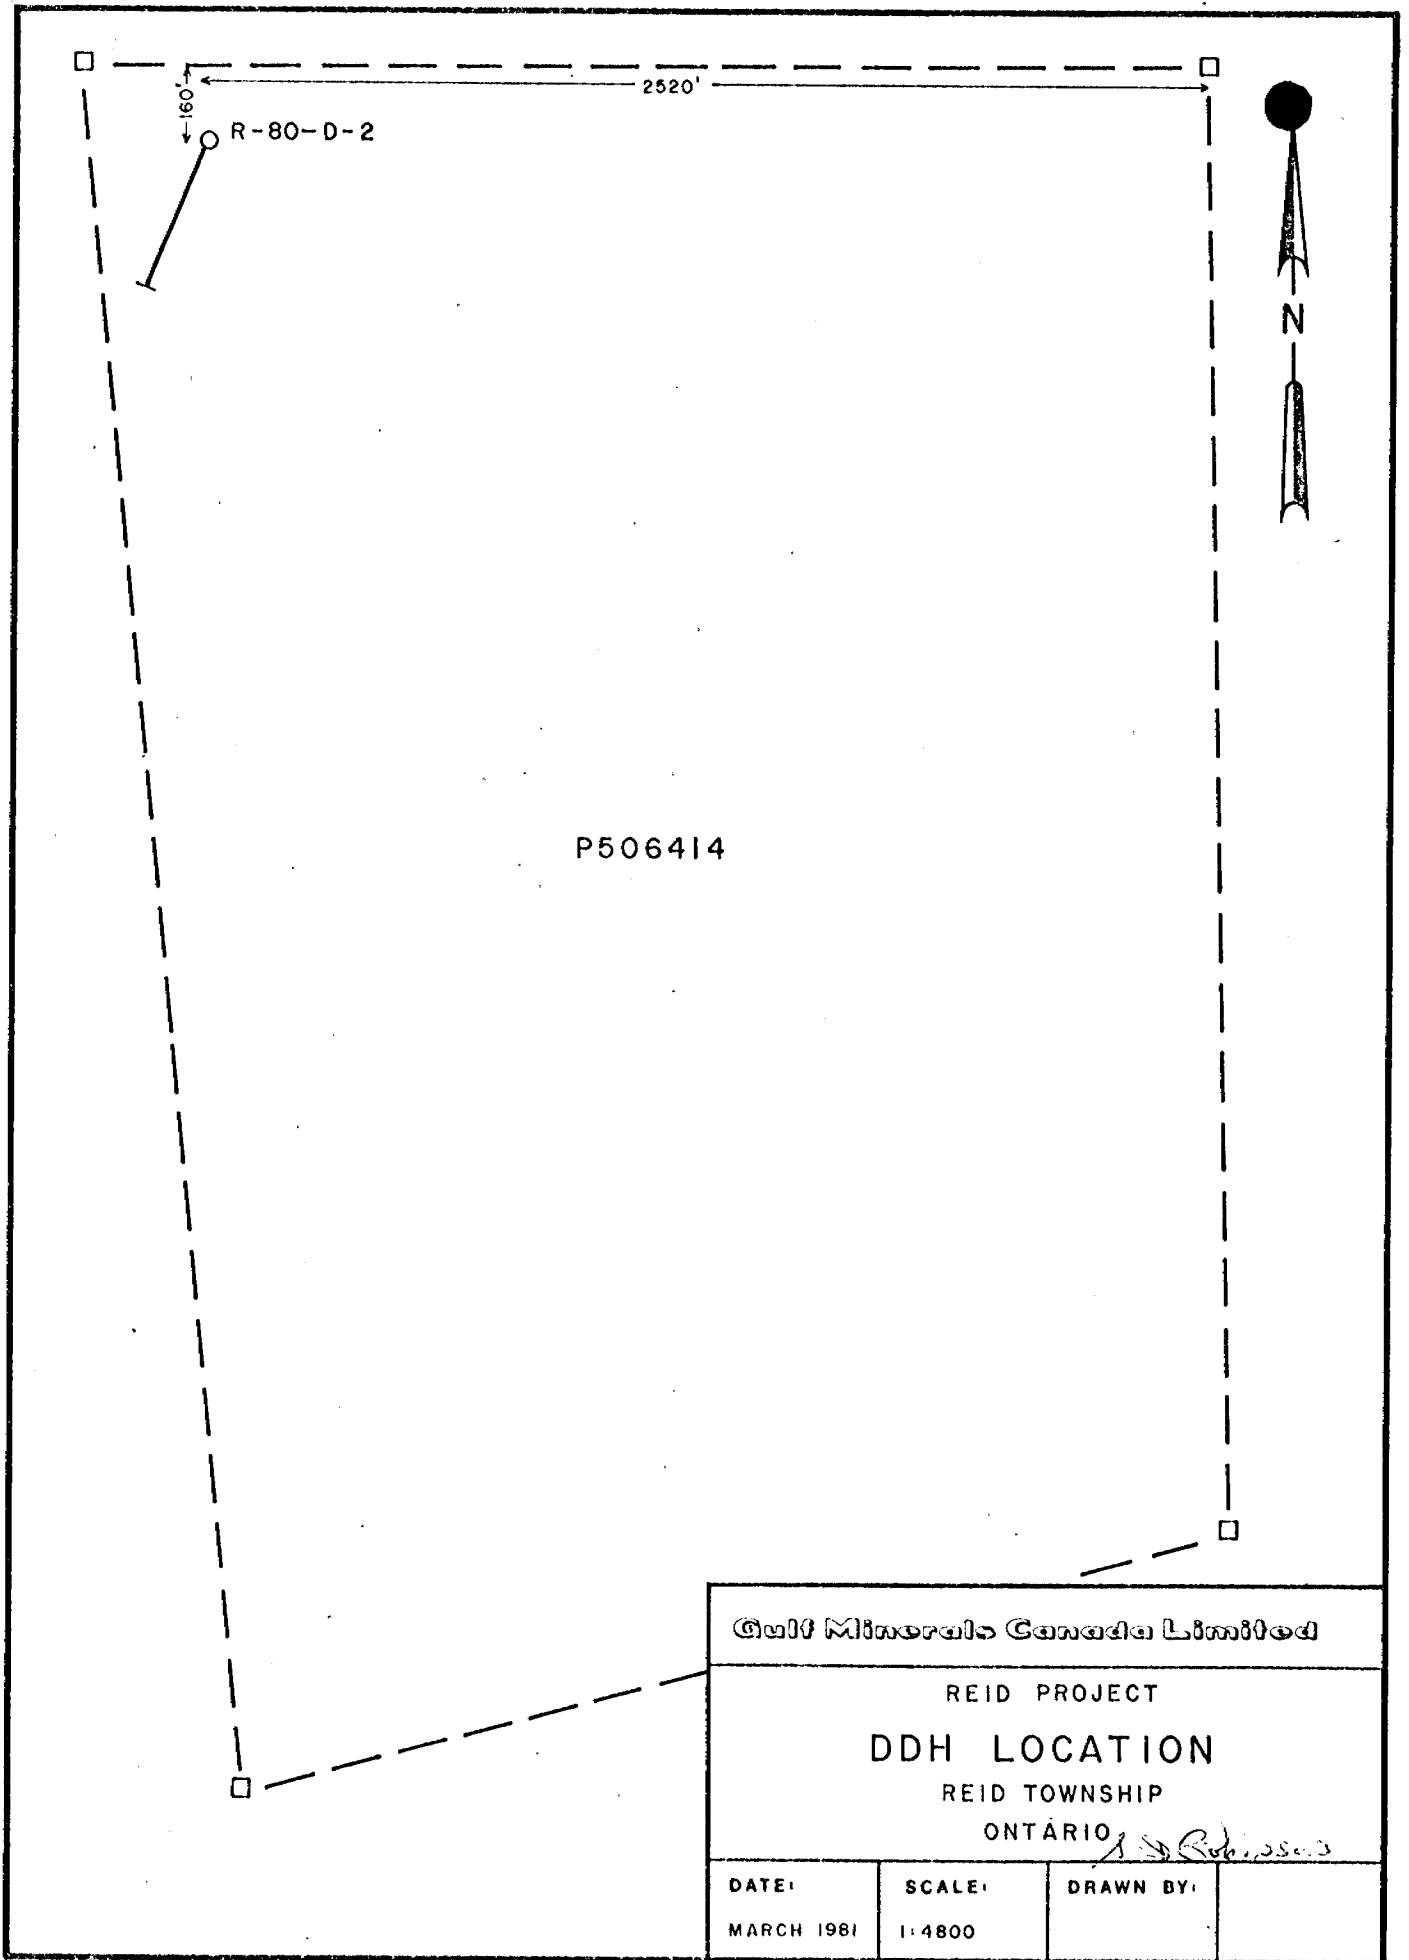 2520'
160'
R-80-D-2
N
P506414
Gulf Minerals Canada Limited
REID PROJECT
DDH LOCATION
REID TOWNSHIP
ONTARIO
DATE:
SCALE:
DRAWN BY:
MARCH 1981
1:4800